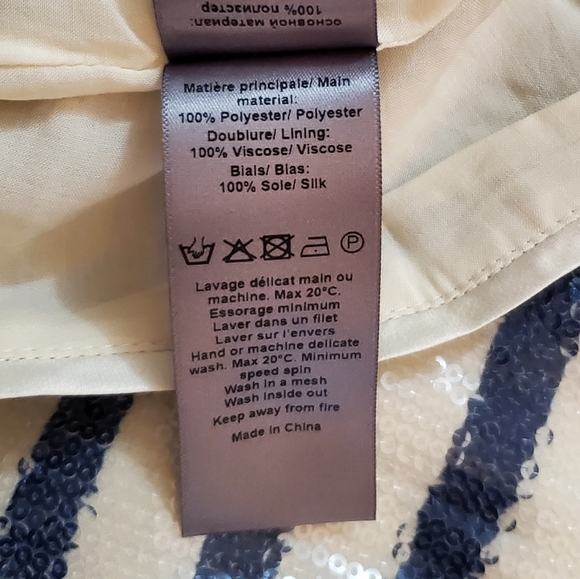 основной материал:
100% полиэстер
Matière principale/ Main
material:
100% Polyester/ Polyester
Doublure/ Lining:
100% Viscose/ Viscose
Biais/ Bias:
100% Soie/ Silk
P
Lavage délicat main ou
machine. Max 20°C.
Essorage minimum
Laver dans un filet
Laver sur l'envers
Hand or machine delicate
wash. Max 20°C. Minimum
speed spin
Wash in a mesh
Wash inside out
Keep away from fire
Made in China